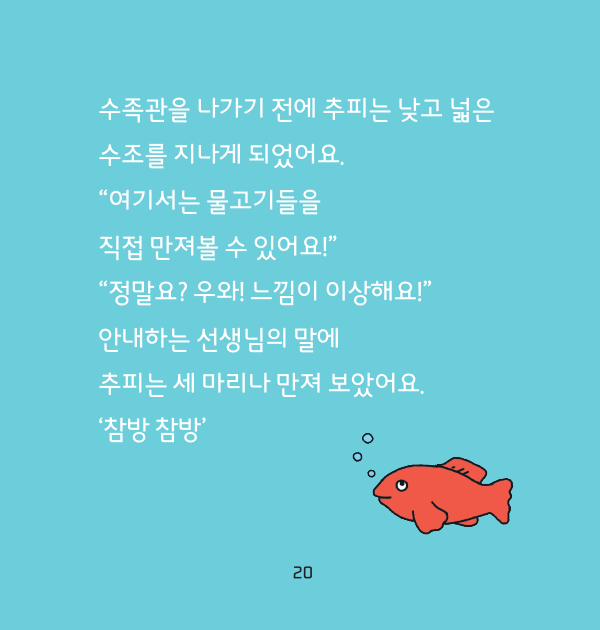 수족관을 나가기 전에 추피는 낮고 넓은
수조를 지나게 되었어요.
“여기서는 물고기들을
직접 만져볼 수 있어요!”
“정말요? 우와! 느낌이 이상해요!”
안내하는 선생님의 말에
추피는 세 마리나 만져 보았어요.
‘참방 참방’
20